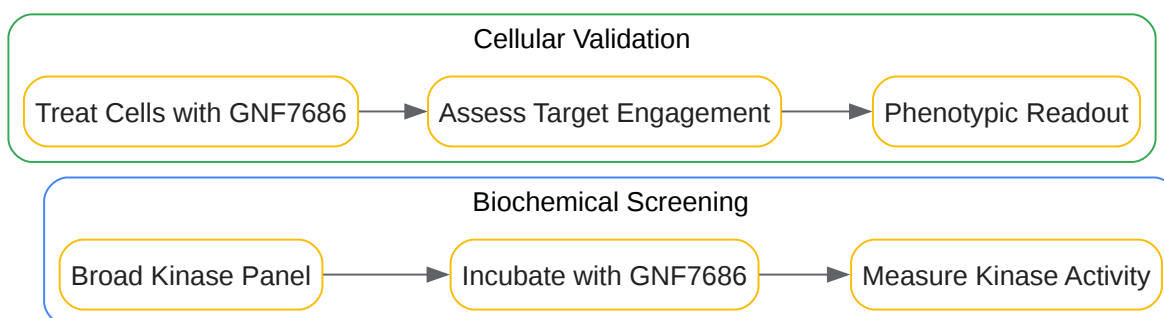 Cellular Validation
Treat Cells with GNF7686
Assess Target Engagement
Phenotypic Readout
Biochemical Screening
Broad Kinase Panel
Incubate with GNF7686
Measure Kinase Activity